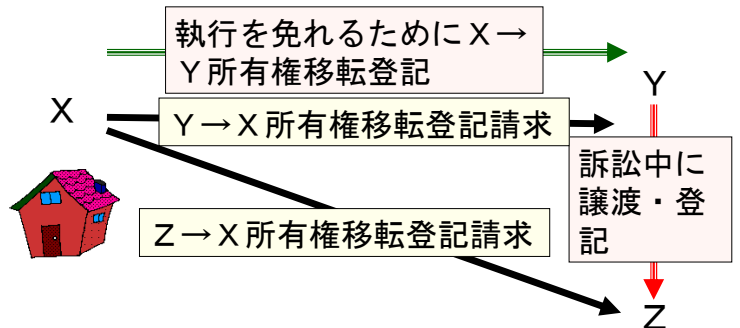 執行を免れるためにＸ→
Ｙ所有権移転登記
Ｙ
Ｘ
Ｙ→Ｘ所有権移転登記請求
訴訟中に
譲渡・登
記
Ｚ→Ｘ所有権移転登記請求
Ｚ